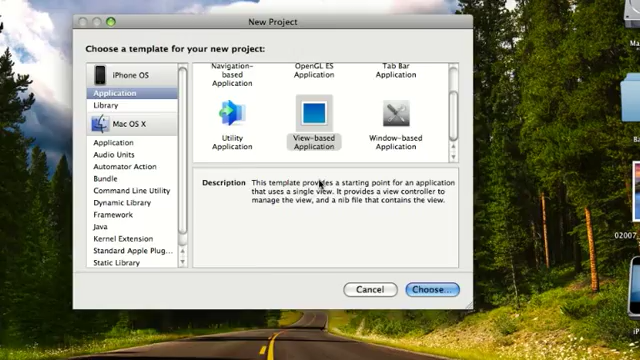 New Project
Choose a template for your new project:
iPhone OS
Application
Library
Mac OS X
Application
Audio Units
Automator Action
Bundle
Command Line Utility
Dynamic Library
Framework
Java
Kernel Extension
Standard Apple Plug...
Static Library
Navigation-
based
Application
OpenGL ES
Application
Tab Bar
Application
Utility
Application
View-based
Application
Window-based
Application
Description
This template provides a starting point for an application
that uses a single view. It provides a view controller to
manage the view, and a nib file that contains the view.
Cancel
Choose...
02007